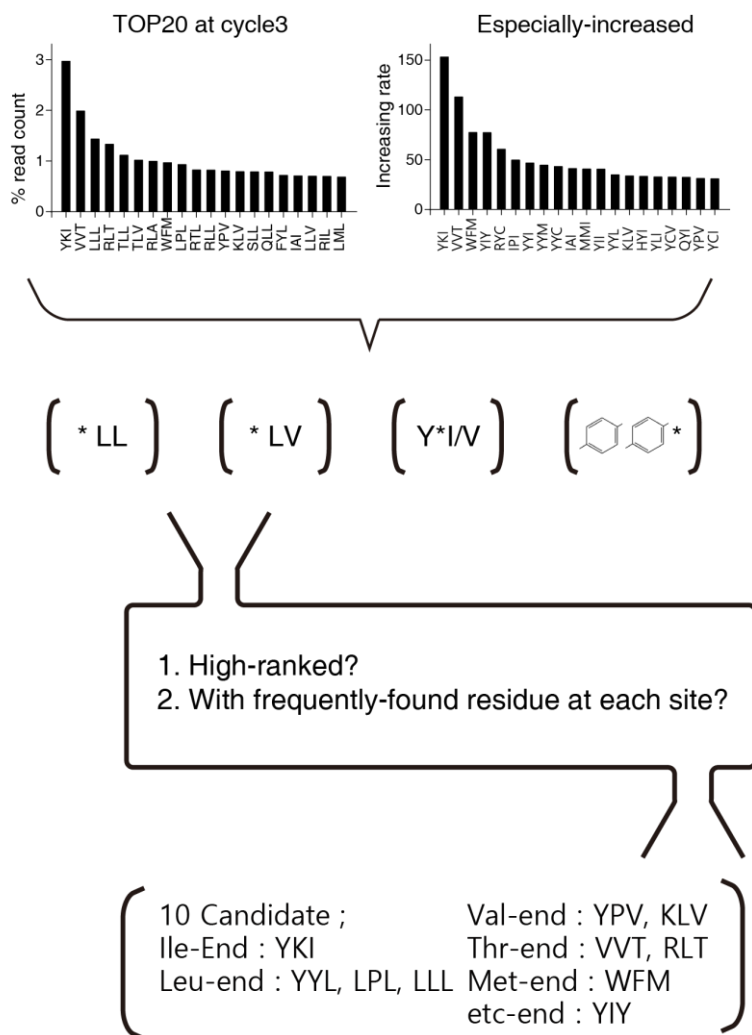 TOP20 at cycle3
% read count
3
2
1
0
YKI VVT LLL RLT TLL TLV RLA WFM LPL RTL RLL YPV KLV SLL QLL FYL IAI LLV RIL LML
Especially-increased
Increasing rate
150
100
50
0
YKI VVT WFM YIY RYC IPI YYI YYM YYC IAI MMI YII YYL KLV HYI YLI YCV QYI YPV YCI
* LL
* LV
Y*I/V
*
1. High-ranked?
2. With frequently-found residue at each site?
10 Candidate ;
Ile-End : YKI
Leu-end : YYL, LPL, LLL
Val-end : YPV, KLV
Thr-end : VVT, RLT
Met-end : WFM
etc-end : YIY